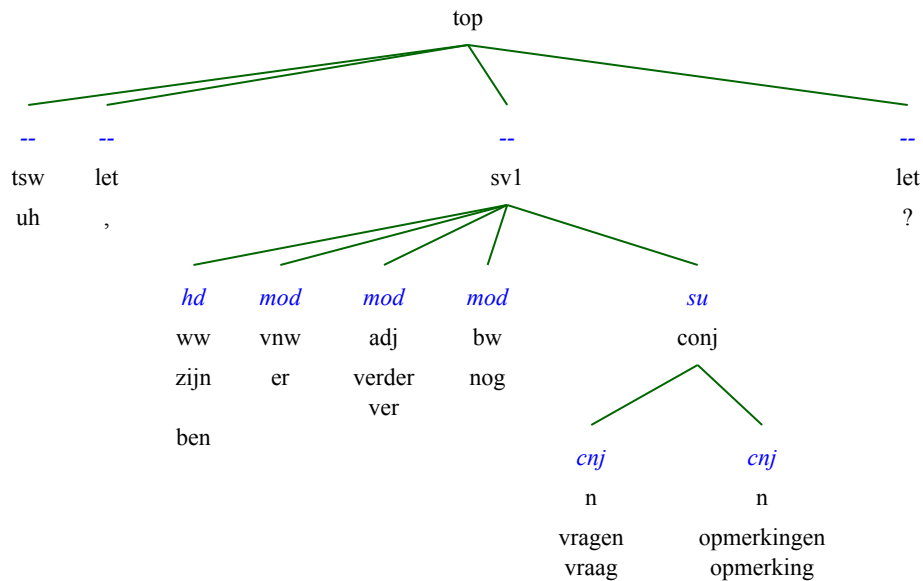 top
-- -- -- --
tsw let sv1 let
uh , ?
hd mod mod mod su
ww vnw adj bw conj
zijn er verder nog
ver
ben
cnj cnj
n n
vragen opmerkingen
vraag opmerking